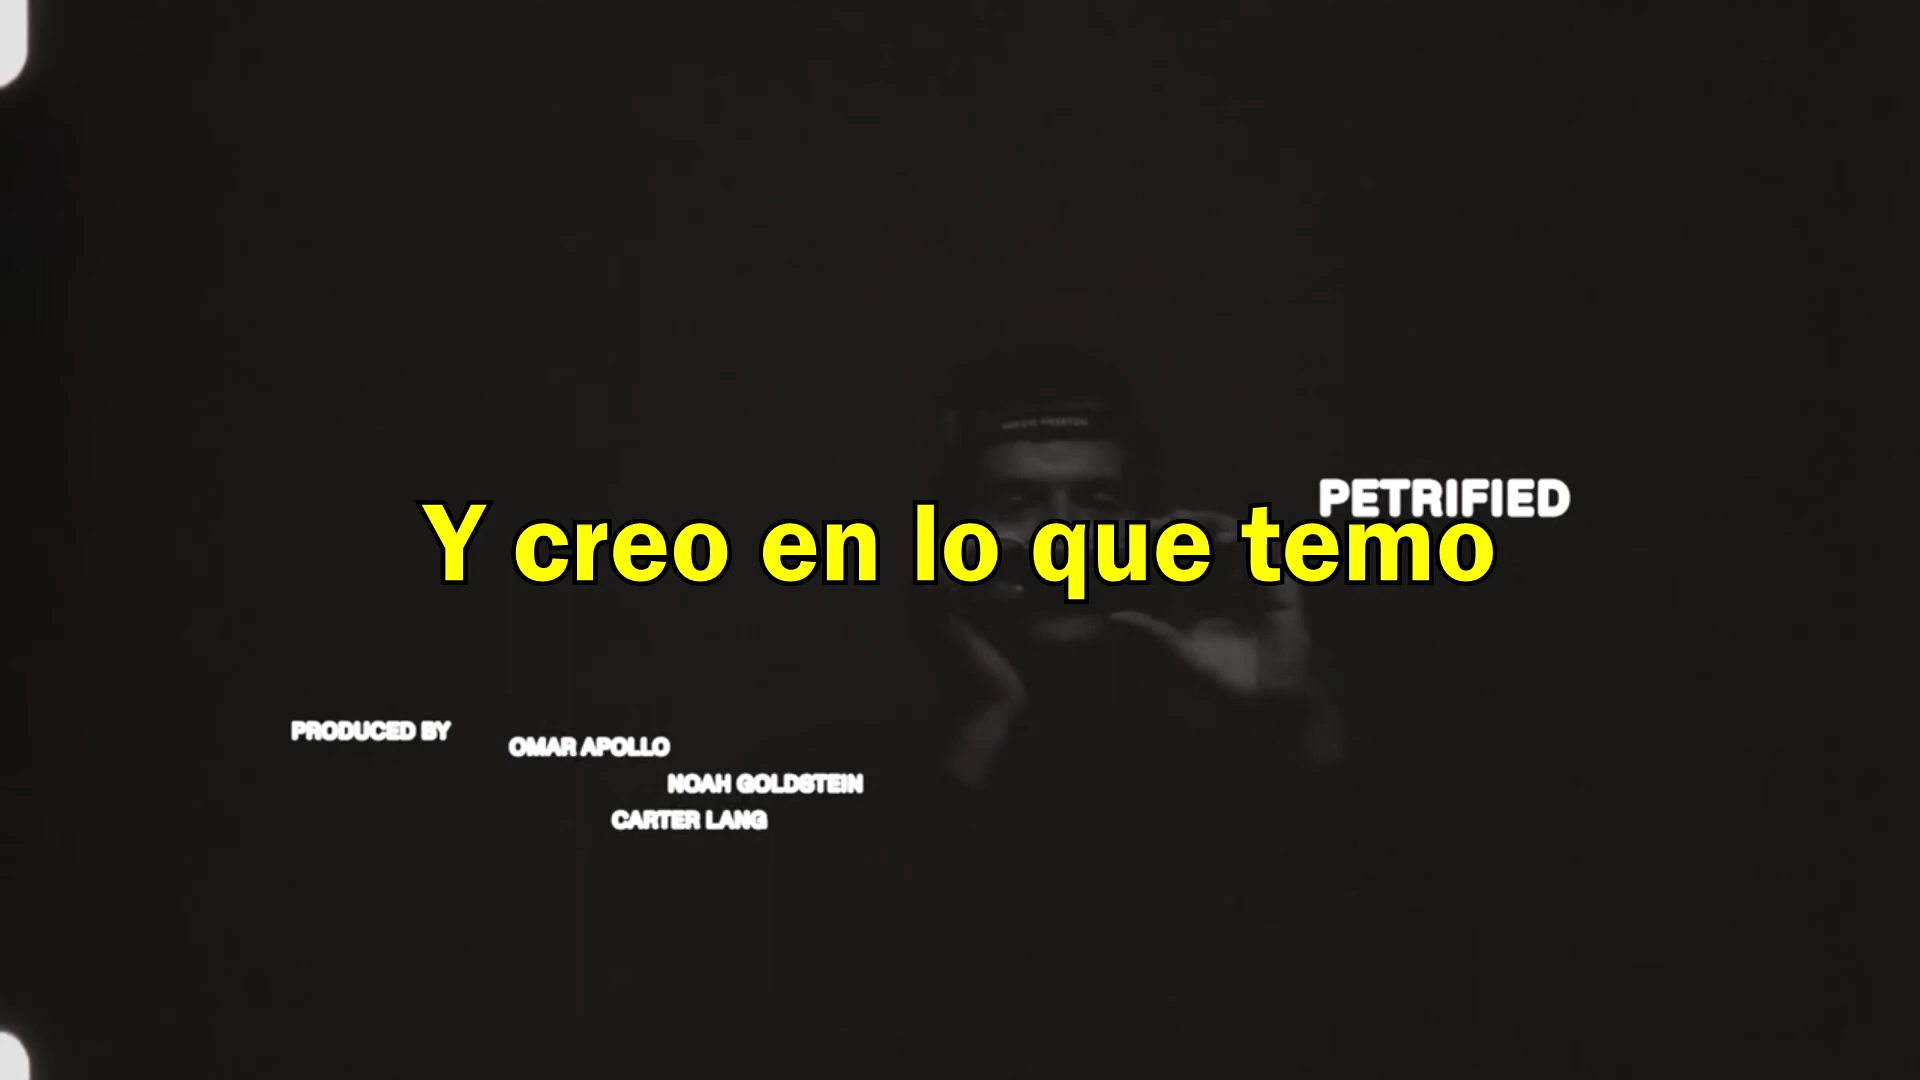 PETRIFIED
Y creo en lo que temo
PRODUCED BY
OMAR APOLLO
NOAH GOLDSTEIN
CARTER LANG